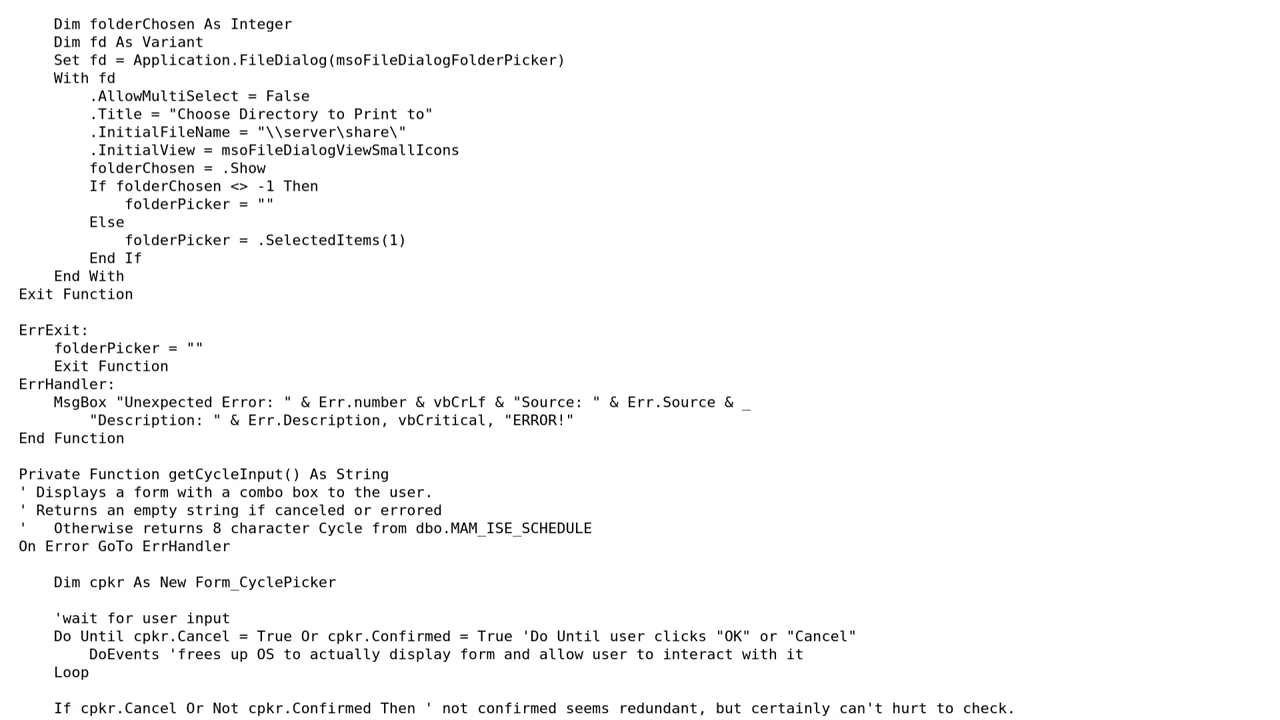 Dim folderChosen As Integer
    Dim fd As Variant
    Set fd = Application.FileDialog(msoFileDialogFolderPicker)
    With fd
        .AllowMultiSelect = False
        .Title = "Choose Directory to Print to"
        .InitialFileName = "\\server\share\"
        .InitialView = msoFileDialogViewSmallIcons
        folderChosen = .Show
        If folderChosen <> -1 Then
            folderPicker = ""
        Else
            folderPicker = .SelectedItems(1)
        End If
    End With
Exit Function

ErrExit:
    folderPicker = ""
    Exit Function
ErrHandler:
    MsgBox "Unexpected Error: " & Err.number & vbCrLf & "Source: " & Err.Source & _
        "Description: " & Err.Description, vbCritical, "ERROR!"
End Function

Private Function getCycleInput() As String
' Displays a form with a combo box to the user.
' Returns an empty string if canceled or errored
'   Otherwise returns 8 character Cycle from dbo.MAM_ISE_SCHEDULE
On Error GoTo ErrHandler

    Dim cpkr As New Form_CyclePicker

    'wait for user input
    Do Until cpkr.Cancel = True Or cpkr.Confirmed = True 'Do Until user clicks "OK" or "Cancel"
        DoEvents 'frees up OS to actually display form and allow user to interact with it
    Loop

    If cpkr.Cancel Or Not cpkr.Confirmed Then ' not confirmed seems redundant, but certainly can't hurt to check.